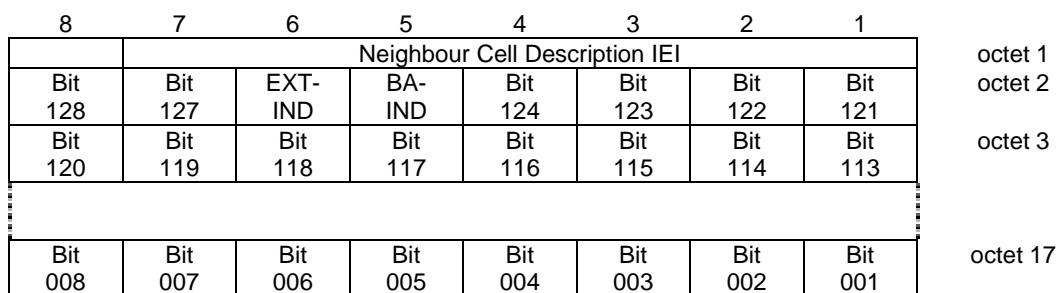 8 7 6 5 4 3 2 1
Neighbour Cell Description IEI octet 1
Bit Bit EXT- BA- Bit Bit Bit Bit octet 2
128 127 IND IND 124 123 122 121
Bit Bit Bit Bit Bit Bit Bit Bit octet 3
120 119 118 117 116 115 114 113
Bit Bit Bit Bit Bit Bit Bit Bit octet 17
008 007 006 005 004 003 002 001